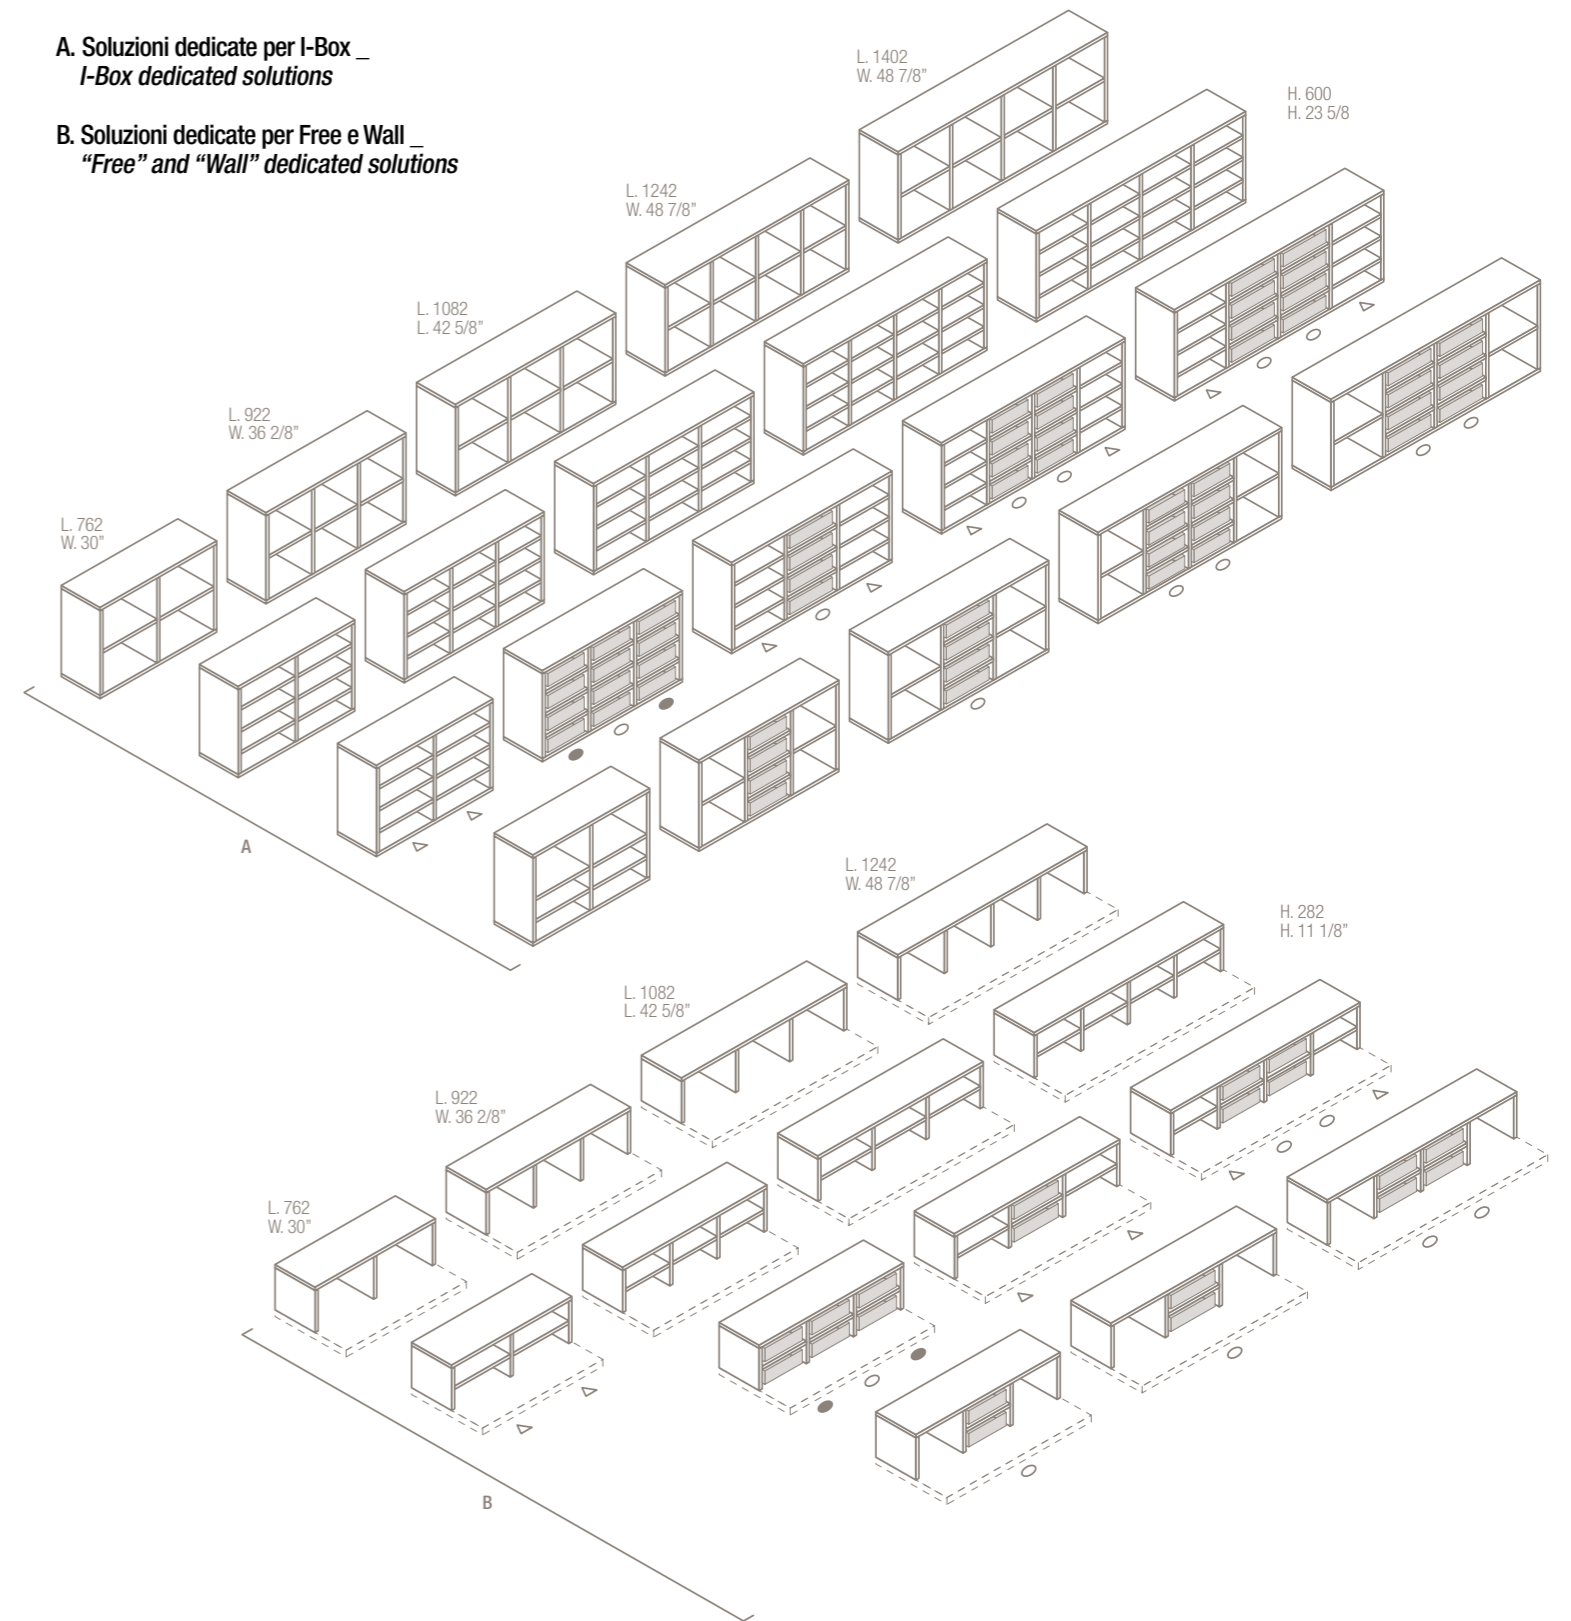 A. Soluzioni dedicate per I-Box _
I-Box dedicated solutions
B. Soluzioni dedicate per Free e Wall _
“Free” and “Wall” dedicated solutions
L. 1402
W. 48 7/8”
H. 600
H. 23 5/8
L. 1242
W. 48 7/8”
L. 1082
L. 42 5/8”
L. 922
W. 36 2/8”
L. 762
W. 30”
A
L. 1242
W. 48 7/8”
H. 282
H. 11 1/8”
L. 1082
L. 42 5/8”
L. 922
W. 36 2/8”
L. 762
W. 30”
B